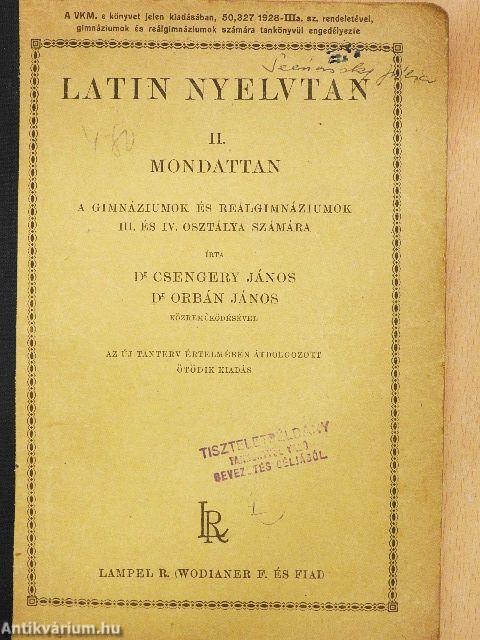 A VKM. e könyvet jelen kiadásában, 50,327 1928-IIIa. sz. rendeletével,
gimnáziumok és reálgimnáziumok számára tankönyvül engedélyezte
LATIN NYELVTAN
480
II.
MONDATTAN
A GIMNÁZIUMOK ÉS REÁLGIMNÁZIUMOK
III. ÉS IV. OSZTÁLYA SZÁMÁRA
ÍRTA
Dr CSENGERY JÁNOS
Dr ORBÁN JÁNOS
KÖZREMŰKÖDÉSÉVEL
AZ ÚJ TANTERV ÉRTELMÉBEN ÁTDOLGOZOTT
ÖTÖDIK KIADÁS
TISZTELETPÉLDÁNY
BEVEZETÉS CÉLJÁBÓL.
LR
LAMPEL R. (WODIANER F. ÉS FIAI)
Antikvárium.hu